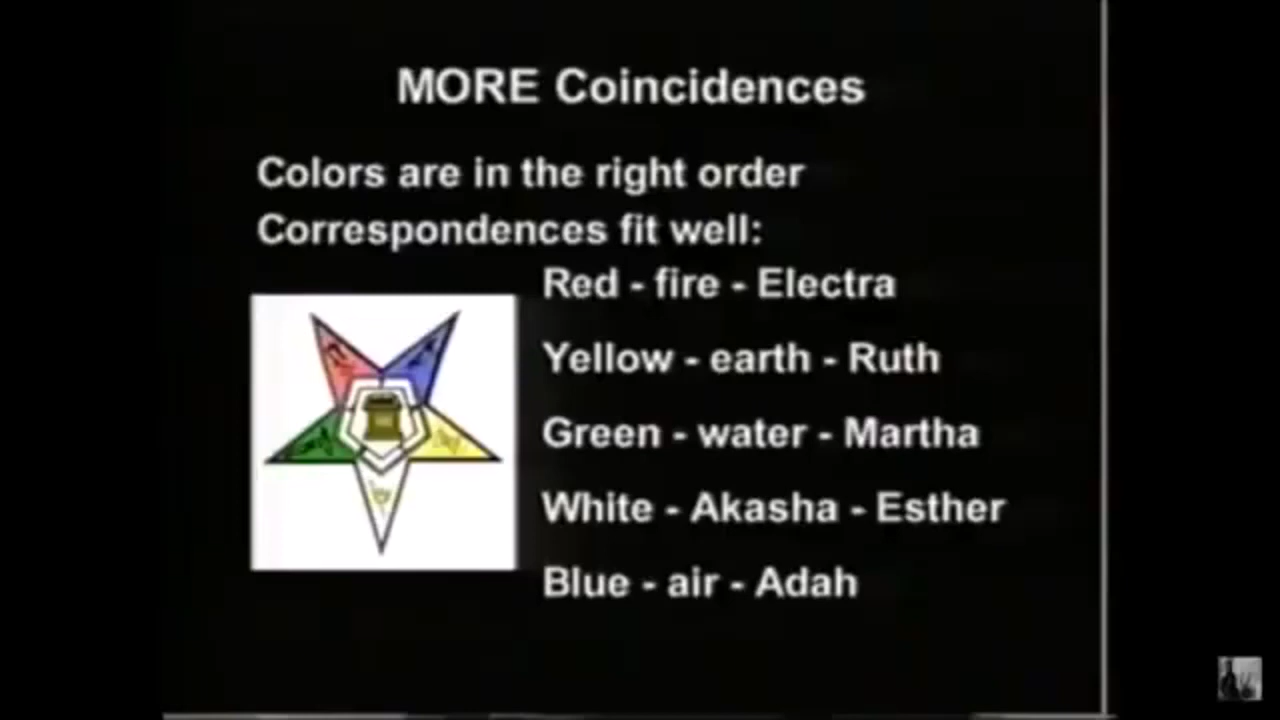 MORE Coincidences
Colors are in the right order
Correspondences fit well:
Red - fire - Electra
Yellow - earth - Ruth
Green - water - Martha
White - Akasha - Esther
Blue - air - Adah